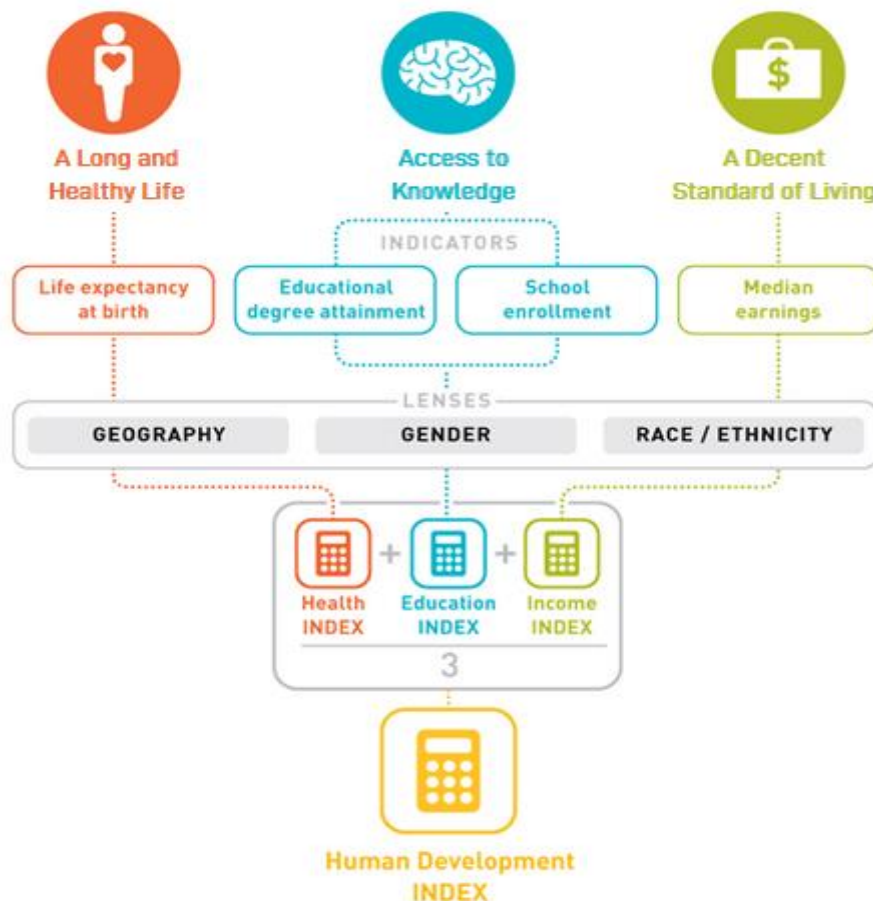 $
A Long and
Healthy Life
Access to
Knowledge
A Decent
Standard of Living
INDICATORS
Life expectancy
at birth
Educational
degree attainment
School
enrollment
Median
earnings
LENSES
GEOGRAPHY
GENDER
RACE / ETHNICITY
+
+
Health
INDEX
Education
INDEX
Income
INDEX
3
Human Development
INDEX